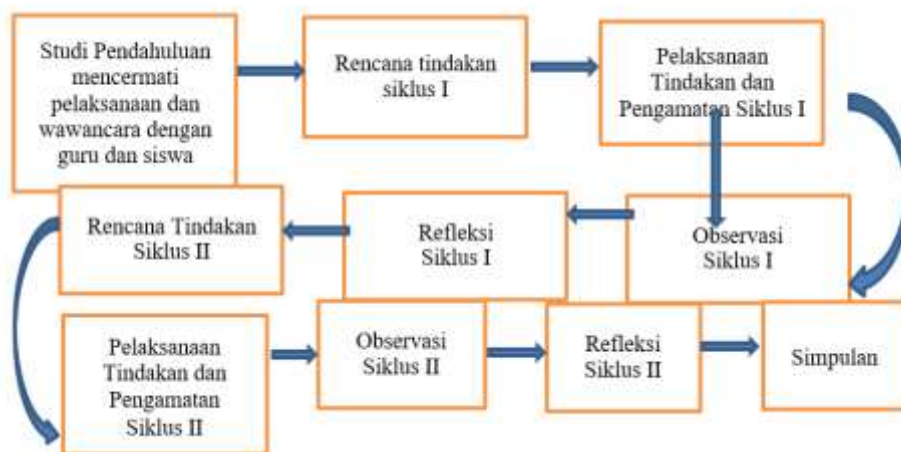 Studi Pendahuluan
mencermati
pelaksanaan dan
wawancara dengan
guru dan siswa
Rencana tindakan
siklus I
Pelaksanaan
Tindakan dan
Pengamatan Siklus I
Rencana Tindakan
Siklus II
Refleksi
Siklus I
Observasi
Siklus I
Pelaksanaan
Tindakan dan
Pengamatan
Siklus II
Observasi
Siklus II
Refleksi
Siklus II
Simpulan